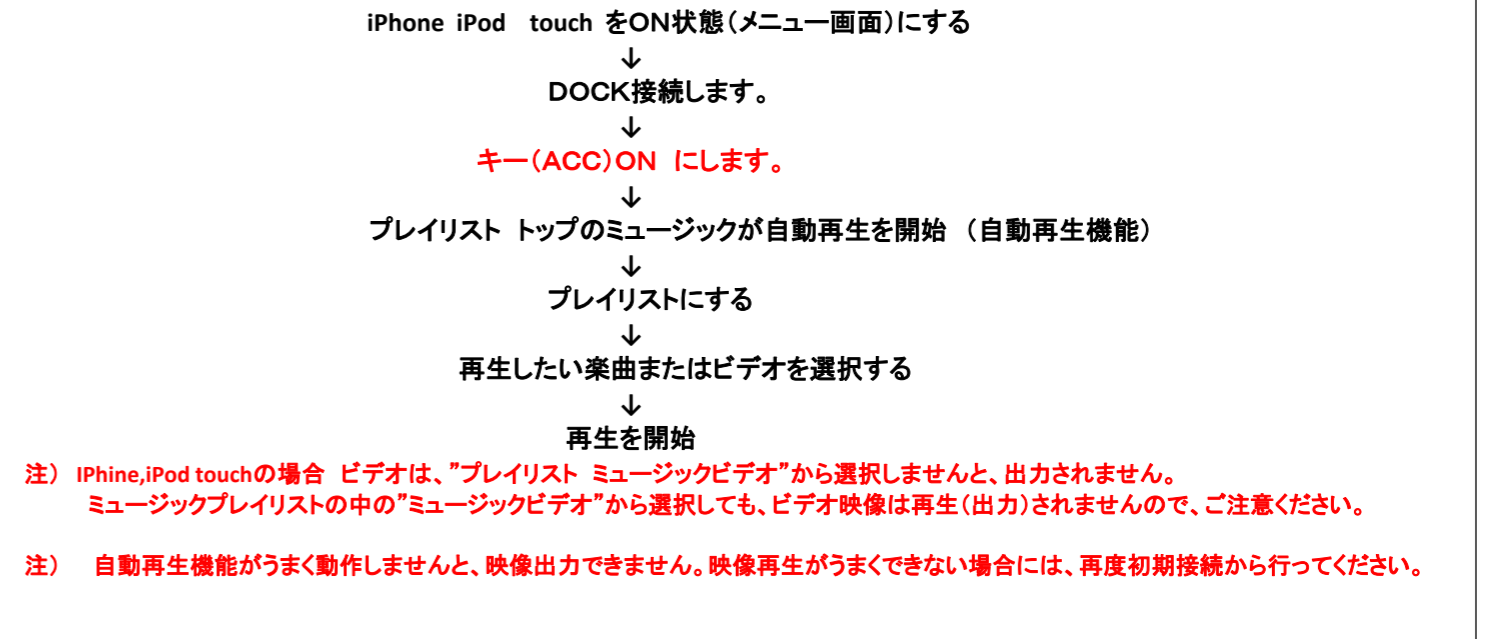 iPhone iPod　touch をＯＮ状態（メニュー画面）にする
↓
ＤＯＣＫ接続します。
↓
キー（ＡＣＣ）ＯＮ　にします。
↓
プレイリスト　トップのミュージックが自動再生を開始　（自動再生機能）
↓
プレイリストにする
↓
再生したい楽曲またはビデオを選択する
↓
再生を開始
注） IPhine,iPod touchの場合　ビデオは、”プレイリスト　ミュージックビデオ”から選択しませんと、出力されません。
ミュージックプレイリストの中の”ミュージックビデオ”から選択しても、ビデオ映像は再生（出力）されませんので、ご注意ください。
注）　自動再生機能がうまく動作しませんと、映像出力できません。映像再生がうまくできない場合には、再度初期接続から行ってください。